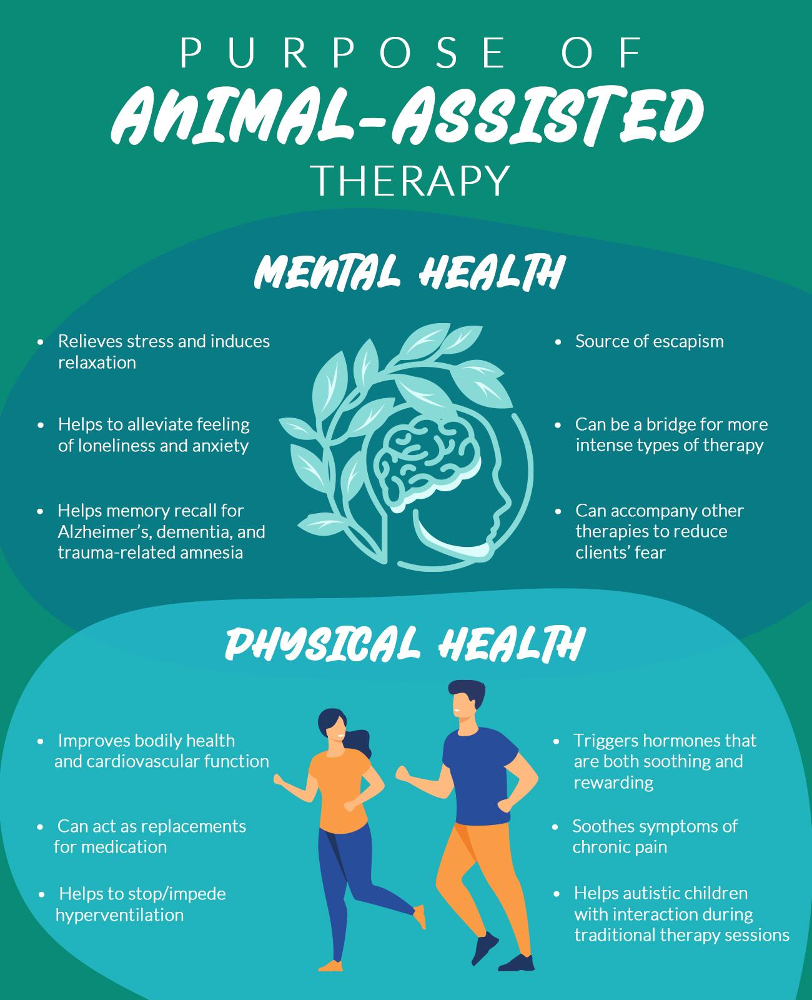 PURPOSE OF
ANIMAL-ASSISTED
THERAPY
MENTAL HEALTH
• Relieves stress and induces
relaxation
• Helps to alleviate feeling
of loneliness and anxiety
• Helps memory recall for
Alzheimer's, dementia, and
trauma-related amnesia
• Source of escapism
• Can be a bridge for more
intense types of therapy
• Can accompany other
therapies to reduce
clients' fear
PHYSICAL HEALTH
• Improves bodily health
and cardiovascular function
• Can act as replacements
for medication
• Helps to stop/impede
hyperventilation
• Triggers hormones that
are both soothing and
rewarding
• Soothes symptoms of
chronic pain
• Helps autistic children
with interaction during
traditional therapy sessions